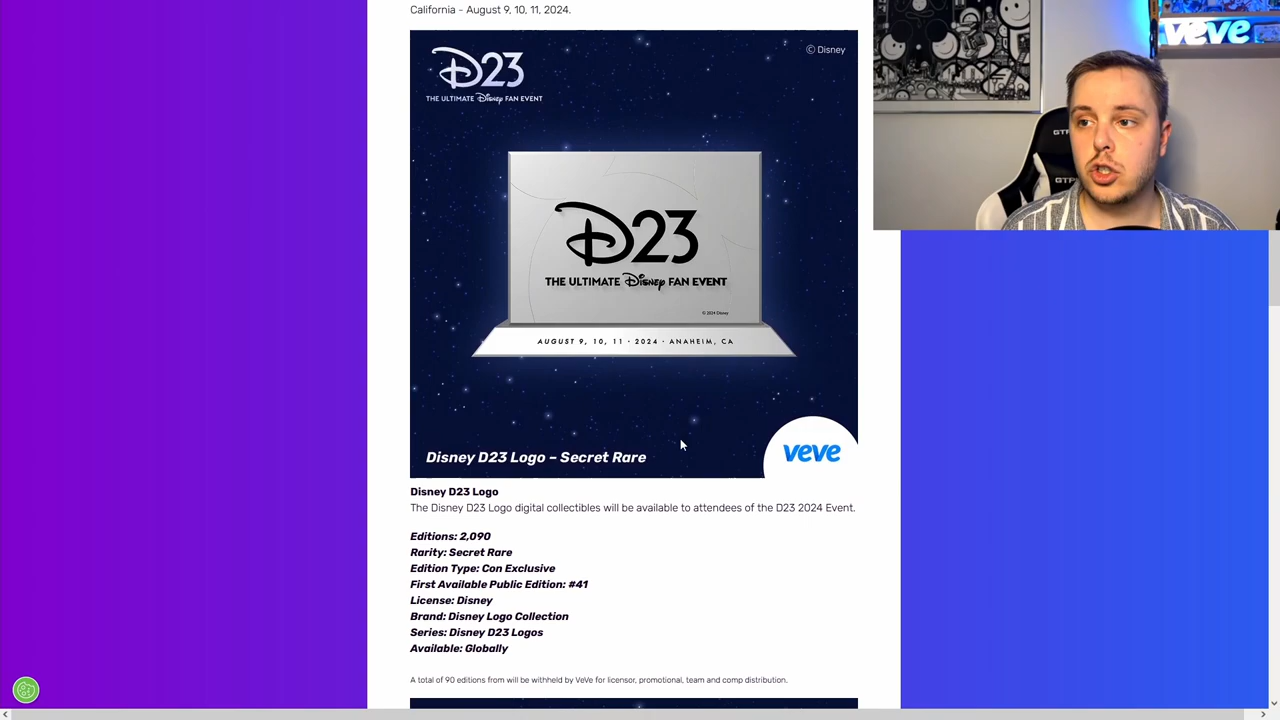 California - August 9, 10, 11, 2024.
D23
THE ULTIMATE Disney FAN EVENT
© Disney
D23
THE ULTIMATE Disney FAN EVENT
© 2024 Disney
AUGUST 9, 10, 11 • 2024 • ANAHEIM, CA
Disney D23 Logo – Secret Rare
veve
Disney D23 Logo
The Disney D23 Logo digital collectibles will be available to attendees of the D23 2024 Event.
Editions: 2,090
Rarity: Secret Rare
Edition Type: Con Exclusive
First Available Public Edition: #41
License: Disney
Brand: Disney Logo Collection
Series: Disney D23 Logos
Available: Globally
A total of 90 editions from will be withheld by VeVe for licensor, promotional, team and comp distribution.
veve
GTP
GTP